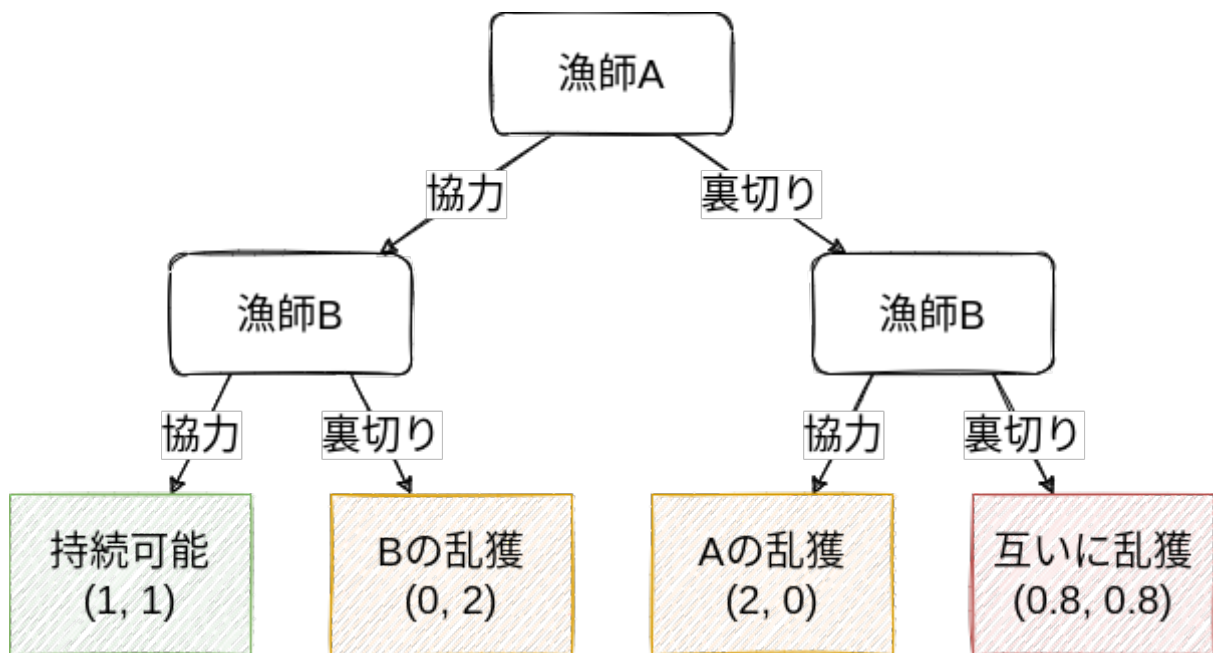 漁師A
協力
裏切り
漁師B
漁師B
協力
裏切り
協力
裏切り
持続可能
(1, 1)
Bの乱獲
(0, 2)
Aの乱獲
(2, 0)
互いに乱獲
(0.8, 0.8)